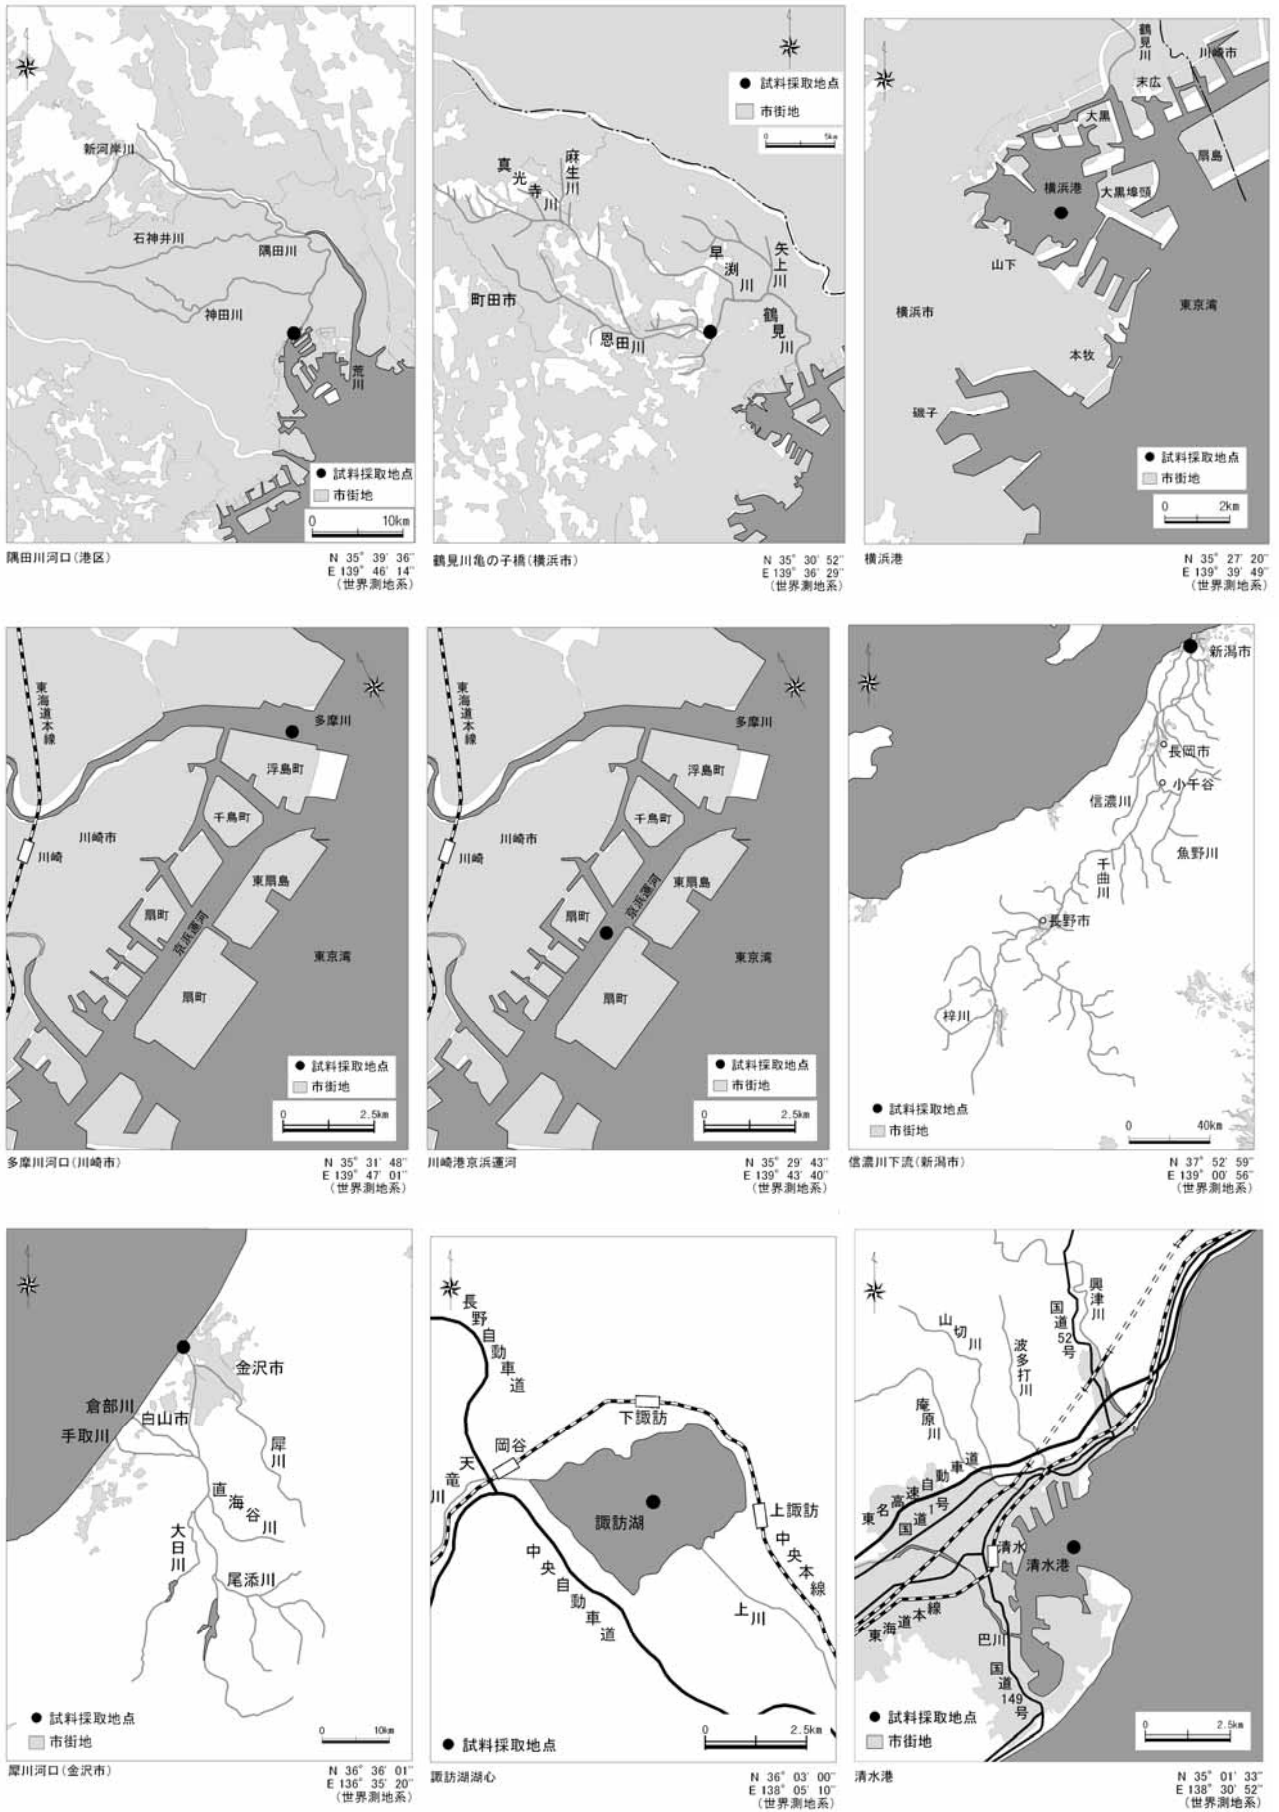 新河岸川
石神井川
隅田川
神田川
荒川
試料採取地点
市街地
0 10km
隅田川河口(港区)
N 35° 39′ 36″
E 139° 46′ 14″
(世界測地系)
試料採取地点
市街地
0 5km
真光寺川
麻生川
早渕川
矢上川
町田市
恩田川
鶴見川
鶴見川亀の子橋(横浜市)
N 35° 30′ 52″
E 139° 36′ 29″
(世界測地系)
鶴見川
川崎市
末広
大黒
扇島
横浜港
大黒埠頭
山下
東京湾
横浜市
本牧
磯子
試料採取地点
市街地
0 2km
横浜港
N 35° 27′ 20″
E 139° 39′ 49″
(世界測地系)
東海道本線
多摩川
浮島町
千鳥町
川崎市
川崎
東扇島
扇町
京浜運河
東京湾
扇町
試料採取地点
市街地
0 2.5km
多摩川河口(川崎市)
N 35° 31′ 48″
E 139° 47′ 01″
(世界測地系)
東海道本線
多摩川
浮島町
千鳥町
川崎市
川崎
東扇島
扇町
京浜運河
東京湾
扇町
試料採取地点
市街地
0 2.5km
川崎港京浜運河
N 35° 29′ 43″
E 139° 43′ 40″
(世界測地系)
新潟市
長岡市
小千谷
信濃川
魚野川
千曲川
長野市
梓川
試料採取地点
市街地
0 40km
信濃川下流(新潟市)
N 37° 52′ 59″
E 139° 00′ 56″
(世界測地系)
金沢市
倉部川
白山市
手取川
犀川
直海谷川
大日川
尾添川
試料採取地点
市街地
0 10km
犀川河口(金沢市)
N 36° 36′ 01″
E 136° 35′ 20″
(世界測地系)
長野自動車道
下諏訪
岡谷
天竜川
諏訪湖
上諏訪
中央本線
中央自動車道
上川
試料採取地点
0 2.5km
諏訪湖湖心
N 36° 03′ 00″
E 138° 05′ 10″
(世界測地系)
興津川
国道52号
山切川
波多打川
庵原川
東名高速自動車道
国道1号
清水
清水港
東海道本線
巴川
国道149号
試料採取地点
市街地
0 2.5km
清水港
N 35° 01′ 33″
E 138° 30′ 52″
(世界測地系)